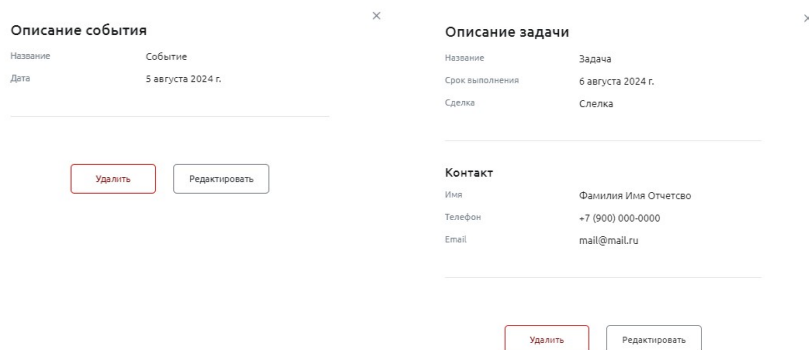 Описание события
Название Событие
Дата 5 августа 2024 г.
Удалить Редактировать
Описание задачи
Название Задача
Срок выполнения 6 августа 2024 г.
Сделка Слелка
Контакт
Имя Фамилия Имя Отчетсво
Телефон +7 (900) 000-0000
Email mail@mail.ru
Удалить Редактировать